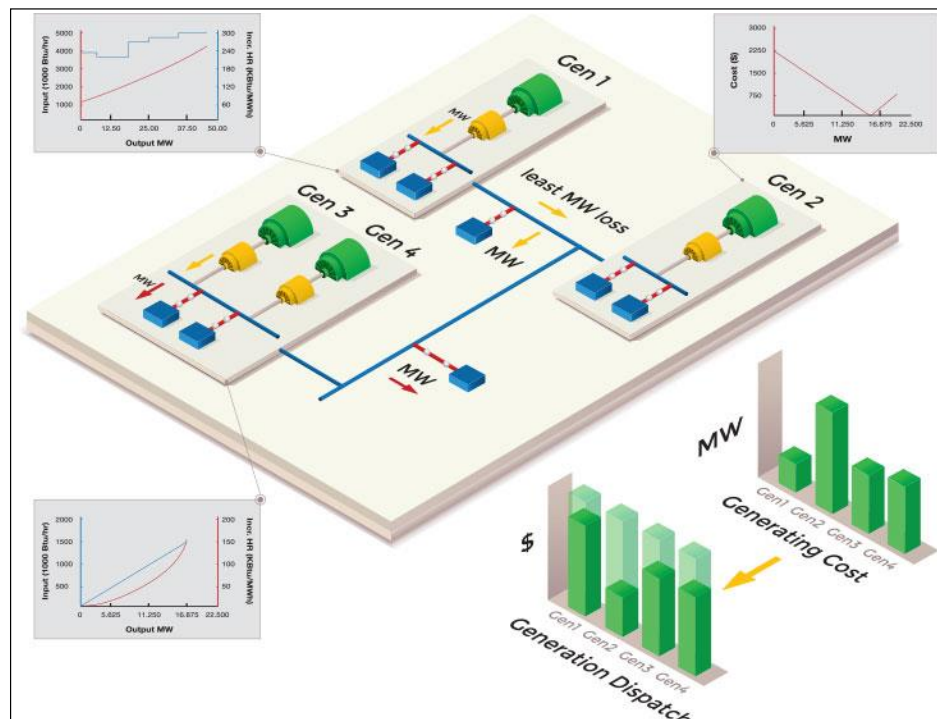 5000
4000
3000
2000
1000
300
240
180
120
60
0
12.50
25.00
37.50
50.00
Input (1000 Btu/hr)
Incr. HR (KBtu/MWh)
Output MW
3000
2250
1500
750
0
5.625
11.250
16.875
22.500
Cost ($)
MW
Gen 1
MW
least MW loss
MW
Gen 2
Gen 3
Gen 4
MW
MW
2000
1500
1000
500
200
150
100
50
0
5.625
11.250
16.875
22.500
Input (1000 Btu/hr)
Incr. HR (KBtu/MWh)
Output MW
MW
Gen1
Gen2
Gen3
Gen4
Generating Cost
$
Gen1
Gen2
Gen3
Gen4
Generation Dispatch